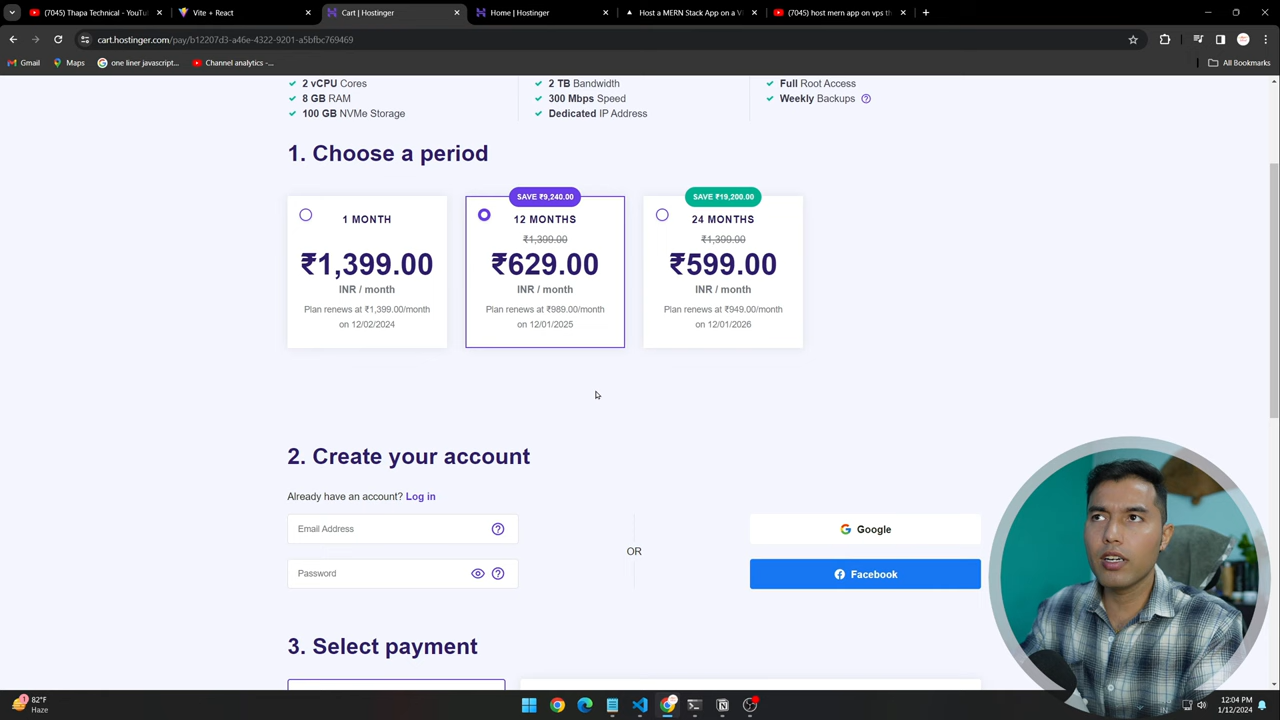 (7045) Thapa Technical - YouTu
Vite + React
Cart | Hostinger
Home | Hostinger
Host a MERN Stack App on a V
(7045) host mern app on vps th
cart.hostinger.com/pay/b12207d3-a46e-4322-9201-a5bfbc769469
Gmail
Maps
one liner javascript...
Channel analytics -...
All Bookmarks
2 vCPU Cores
8 GB RAM
100 GB NVMe Storage
2 TB Bandwidth
300 Mbps Speed
Dedicated IP Address
Full Root Access
Weekly Backups
1. Choose a period
1 MONTH
₹1,399.00
INR / month
Plan renews at ₹1,399.00/month
on 12/02/2024
SAVE ₹9,240.00
12 MONTHS
₹1,399.00
₹629.00
INR / month
Plan renews at ₹989.00/month
on 12/01/2025
SAVE ₹19,200.00
24 MONTHS
₹1,399.00
₹599.00
INR / month
Plan renews at ₹949.00/month
on 12/01/2026
2. Create your account
Already have an account? Log in
Email Address
Password
OR
Google
Facebook
3. Select payment
82°F
Haze
12:04 PM
1/12/2024